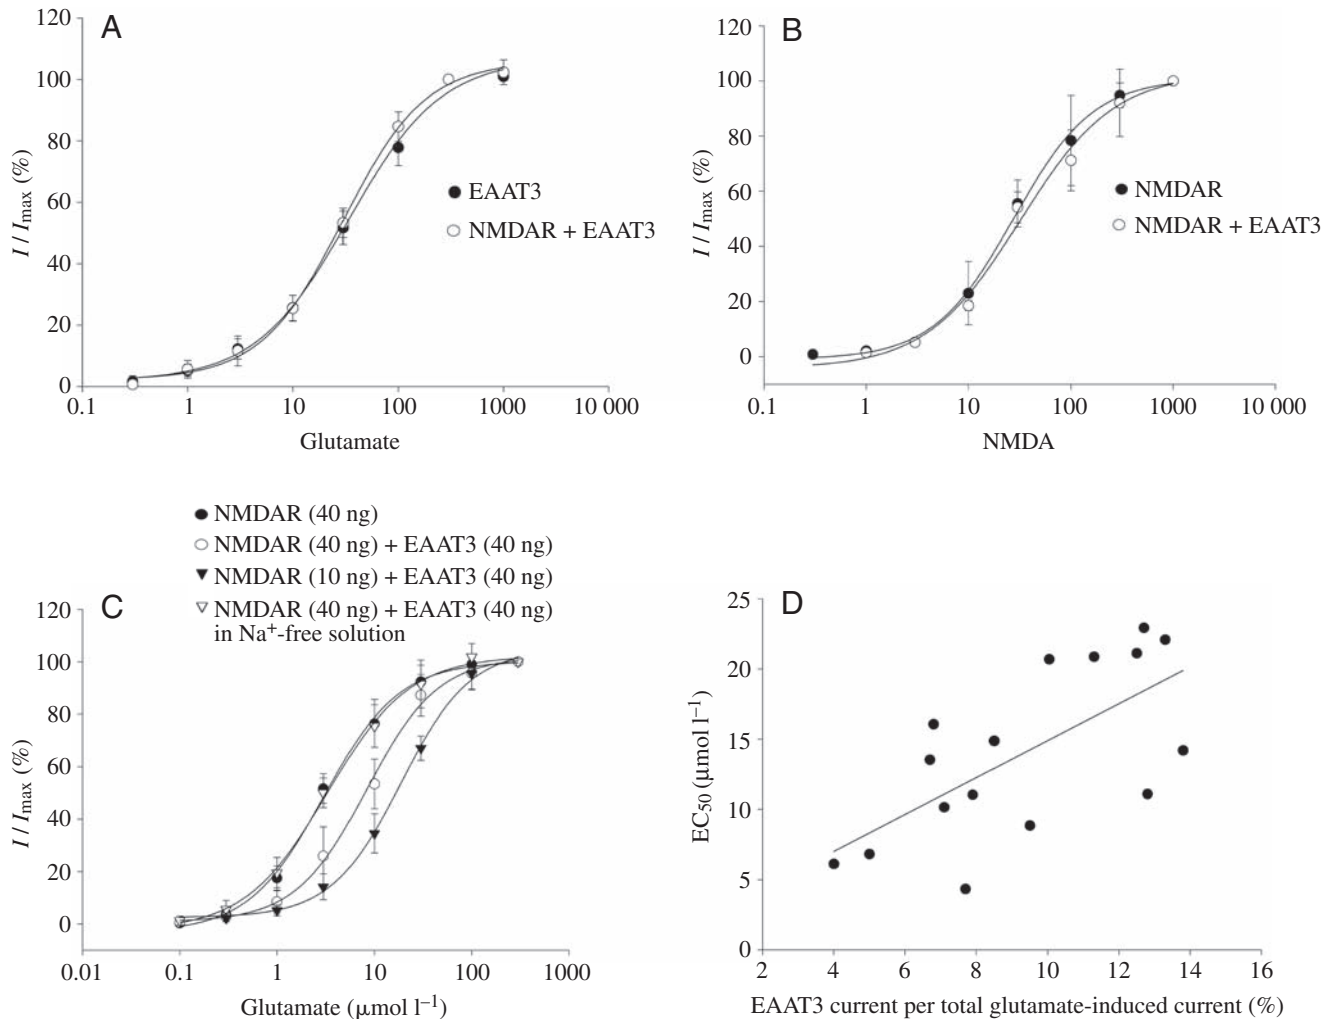 A
120
100
80
60
40
20
0
I / Imax (%)
EAAT3
NMDAR + EAAT3
0.1
1
10
100
1000
10 000
Glutamate
B
120
100
80
60
40
20
0
I / Imax (%)
NMDAR
NMDAR + EAAT3
0.1
1
10
100
1000
10 000
NMDA
NMDAR (40 ng)
NMDAR (40 ng) + EAAT3 (40 ng)
NMDAR (10 ng) + EAAT3 (40 ng)
NMDAR (40 ng) + EAAT3 (40 ng)
in Na⁺-free solution
C
120
100
80
60
40
20
0
I / Imax (%)
0.01
0.1
1
10
100
1000
Glutamate (μmol l⁻¹)
D
25
20
15
10
5
0
EC₅₀ (μmol l⁻¹)
2
4
6
8
10
12
14
16
EAAT3 current per total glutamate-induced current (%)